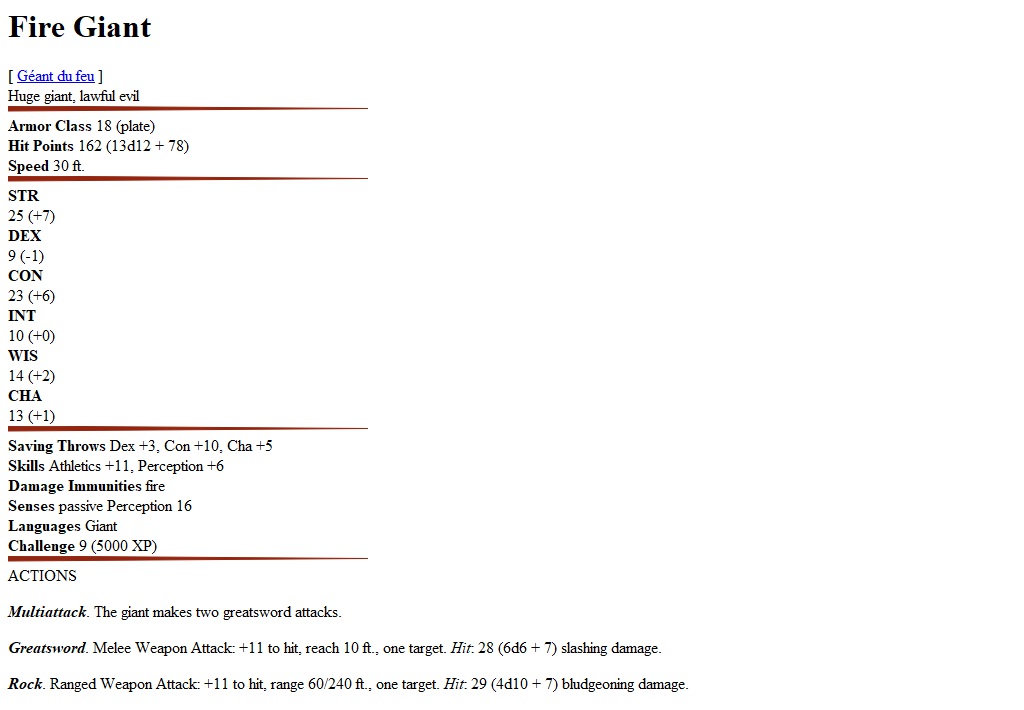 Fire Giant
[ Géant du feu ]
Huge giant, lawful evil
Armor Class 18 (plate)
Hit Points 162 (13d12 + 78)
Speed 30 ft.
STR
25 (+7)
DEX
9 (-1)
CON
23 (+6)
INT
10 (+0)
WIS
14 (+2)
CHA
13 (+1)
Saving Throws Dex +3, Con +10, Cha +5
Skills Athletics +11, Perception +6
Damage Immunities fire
Senses passive Perception 16
Languages Giant
Challenge 9 (5000 XP)
ACTIONS
Multiattack. The giant makes two greatsword attacks.
Greatsword. Melee Weapon Attack: +11 to hit, reach 10 ft., one target. Hit: 28 (6d6 + 7) slashing damage.
Rock. Ranged Weapon Attack: +11 to hit, range 60/240 ft., one target. Hit: 29 (4d10 + 7) bludgeoning damage.